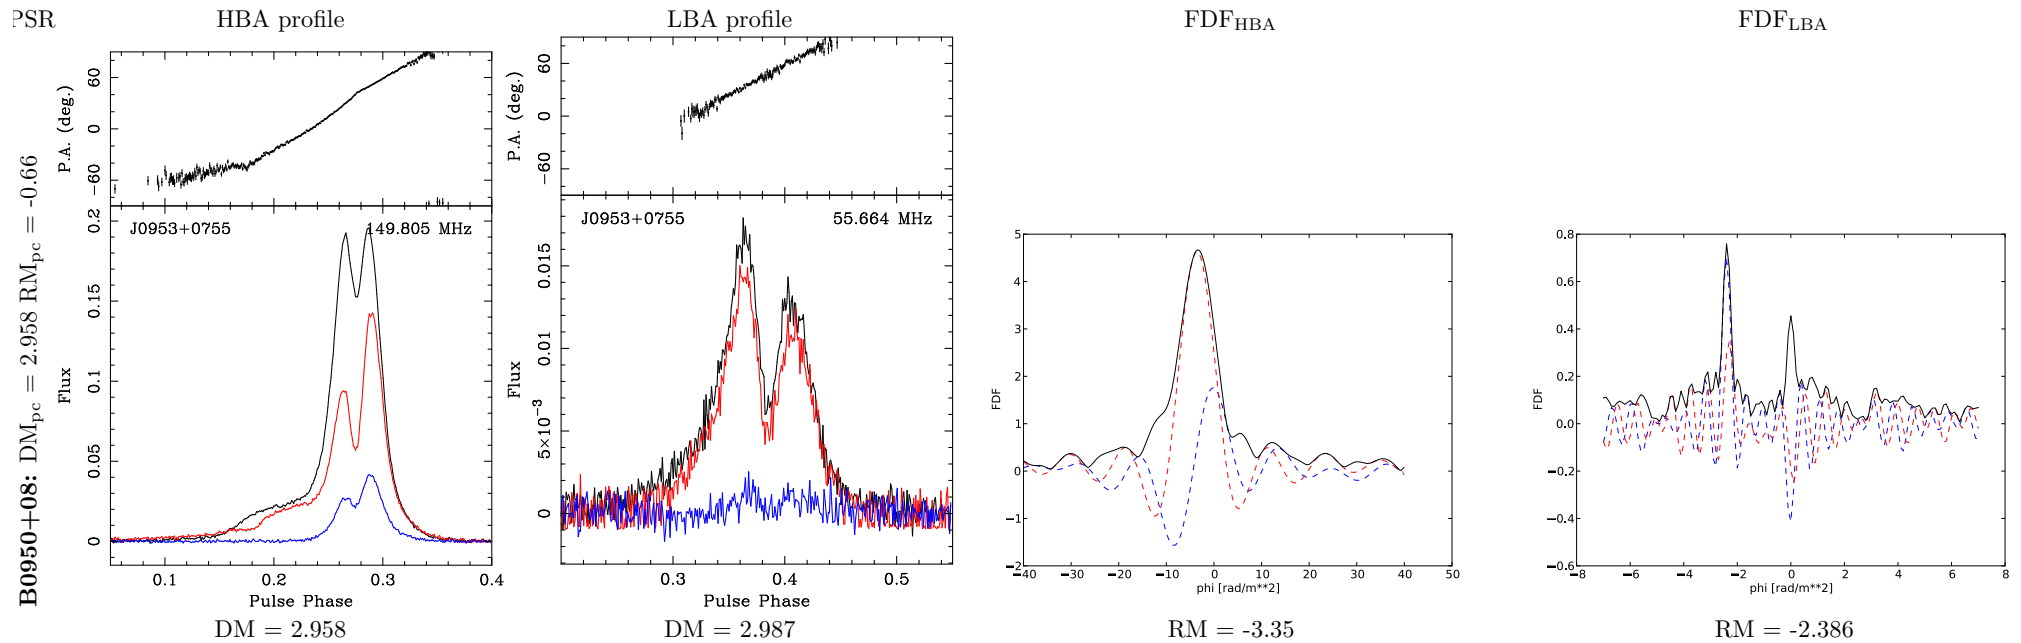 PSR
HBA profile
LBA profile
FDF_HBA
FDF_LBA
B0950+08: DM_pc = 2.958 RM_pc = -0.66
P.A. (deg.)
60
0
−60
J0953+0755
149.805 MHz
Flux
0.2
0.15
0.1
0.05
0
0.1
0.2
0.3
0.4
Pulse Phase
P.A. (deg.)
60
0
−60
J0953+0755
55.664 MHz
Flux
0.015
0.01
5×10⁻³
0
0.3
0.4
0.5
Pulse Phase
FDF
5
4
3
2
1
0
−1
−2
−40
−30
−20
−10
0
10
20
30
40
50
phi [rad/m**2]
FDF
0.8
0.6
0.4
0.2
0.0
−0.2
−0.4
−0.6
−8
−6
−4
−2
0
2
4
6
8
phi [rad/m**2]
DM = 2.958
DM = 2.987
RM = -3.35
RM = -2.386